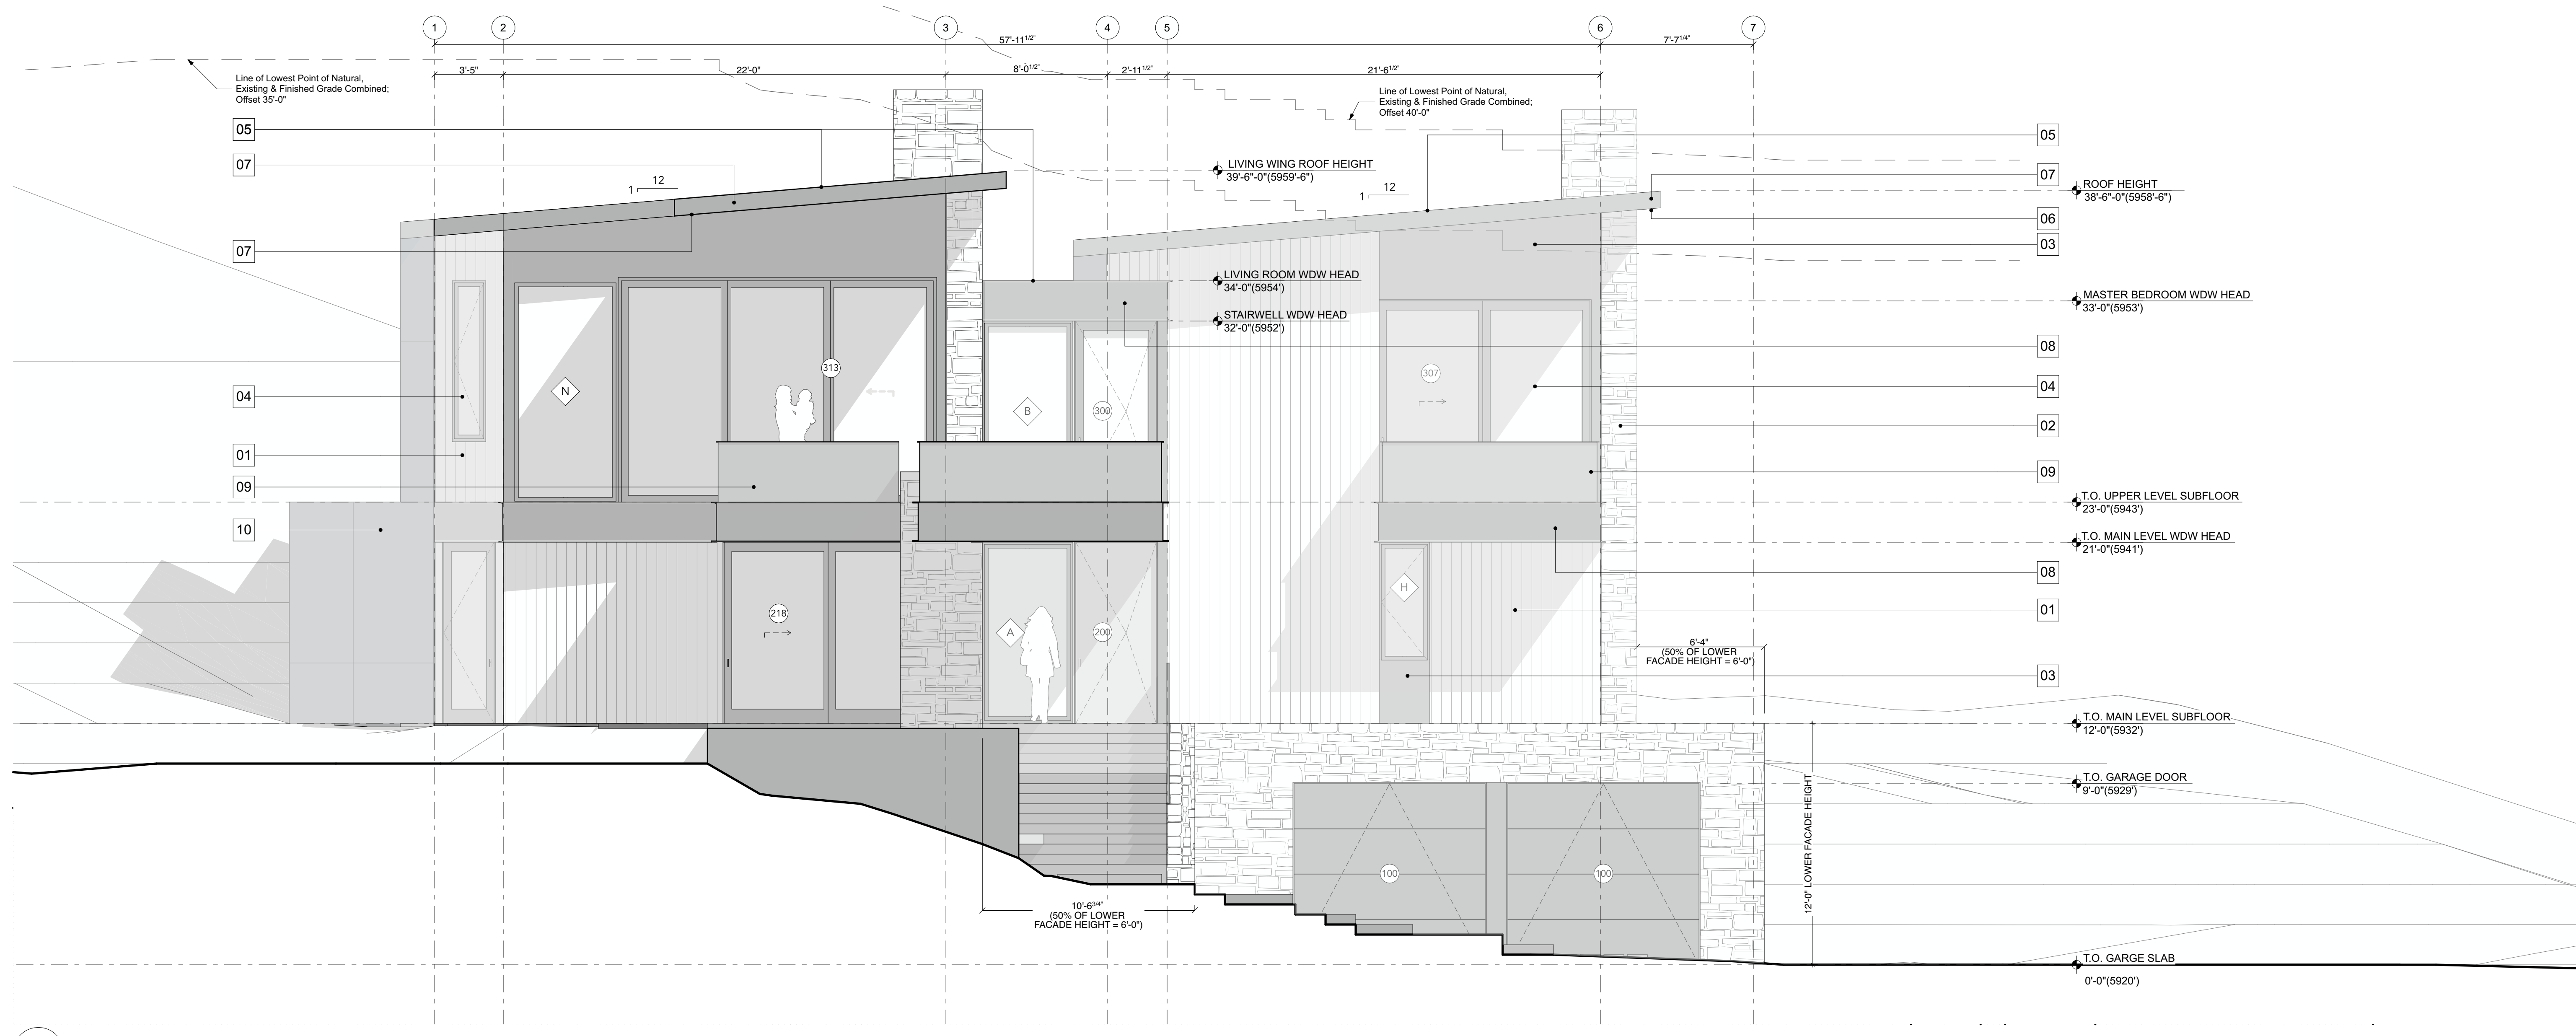 1
2
3
4
5
6
7
57'-11 1/2"
7'-7 1/4"
3'-5"
22'-0"
8'-0 1/2"
2'-11 1/2"
21'-6 1/2"
Line of Lowest Point of Natural,
Existing & Finished Grade Combined;
Offset 35'-0"
Line of Lowest Point of Natural,
Existing & Finished Grade Combined;
Offset 40'-0"
05
07
07
04
01
09
10
12
1
12
1
LIVING WING ROOF HEIGHT
39'-6"-0"(5959'-6")
LIVING ROOM WDW HEAD
34'-0"(5954')
STAIRWELL WDW HEAD
32'-0"(5952')
N
313
B
300
307
218
A
200
H
100
100
05
07
06
03
08
04
02
09
08
01
03
ROOF HEIGHT
38'-6"-0"(5958'-6")
MASTER BEDROOM WDW HEAD
33'-0"(5953')
T.O. UPPER LEVEL SUBFLOOR
23'-0"(5943')
T.O. MAIN LEVEL WDW HEAD
21'-0"(5941')
6'-4"
(50% OF LOWER
FACADE HEIGHT = 6'-0")
T.O. MAIN LEVEL SUBFLOOR
12'-0"(5932')
T.O. GARAGE DOOR
9'-0"(5929')
12'-0" LOWER FACADE HEIGHT
10'-6 3/4"
(50% OF LOWER
FACADE HEIGHT = 6'-0")
T.O. GARGE SLAB
0'-0"(5920')